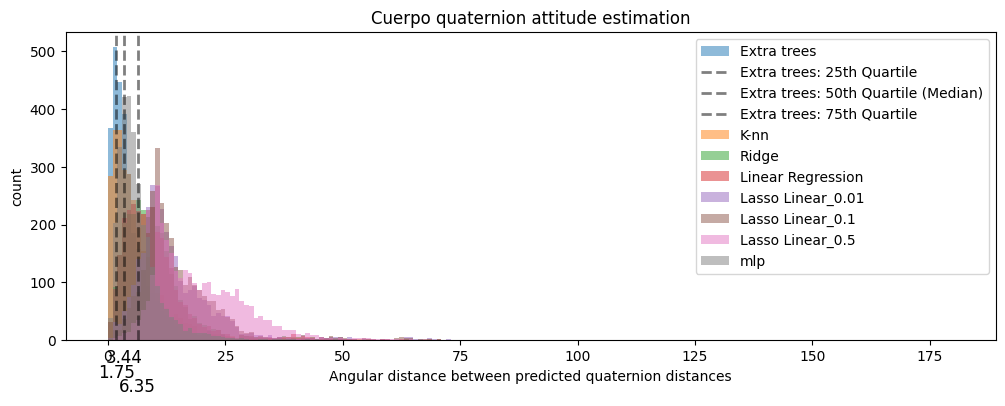 Cuerpo quaternion attitude estimation
500
400
300
200
100
0
count
Extra trees
Extra trees: 25th Quartile
Extra trees: 50th Quartile (Median)
Extra trees: 75th Quartile
K-nn
Ridge
Linear Regression
Lasso Linear_0.01
Lasso Linear_0.1
Lasso Linear_0.5
mlp
0 25 50 75 100 125 150 175
3.44
1.75
6.35
Angular distance between predicted quaternion distances